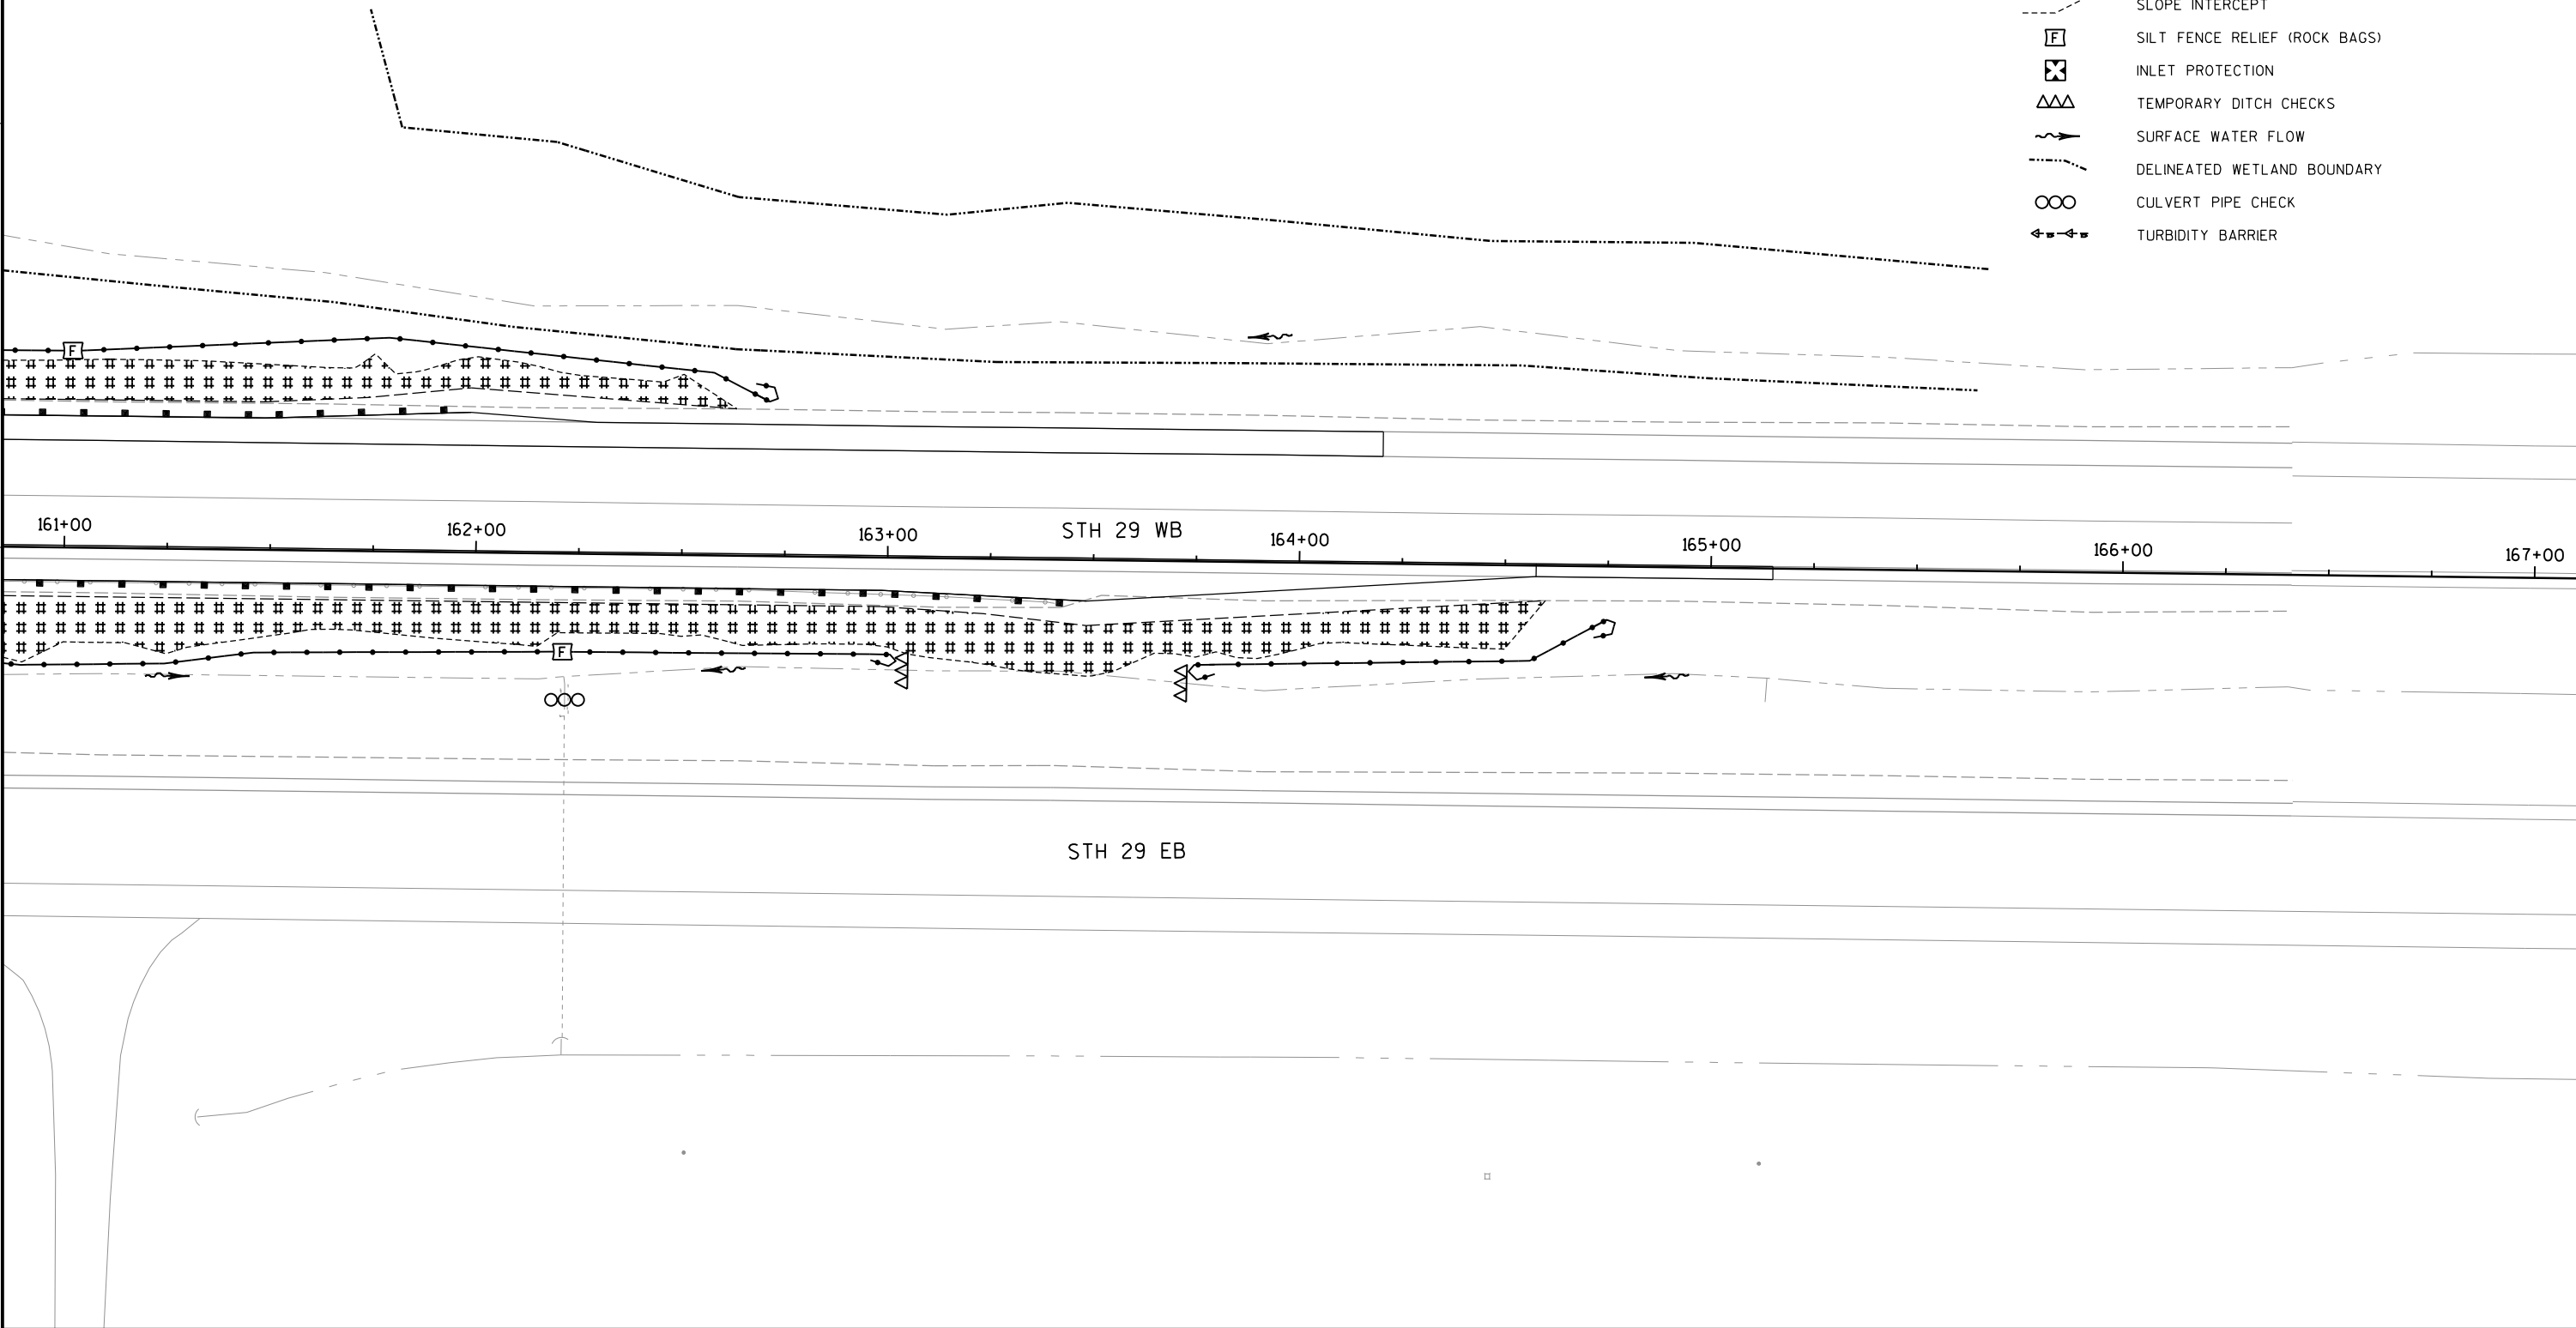 SLOPE INTERCEPT
F SILT FENCE RELIEF (ROCK BAGS)
INLET PROTECTION
TEMPORARY DITCH CHECKS
SURFACE WATER FLOW
DELINEATED WETLAND BOUNDARY
CULVERT PIPE CHECK
TURBIDITY BARRIER
F
161+00 162+00 163+00 STH 29 WB 164+00 165+00 166+00 167+00
F
STH 29 EB